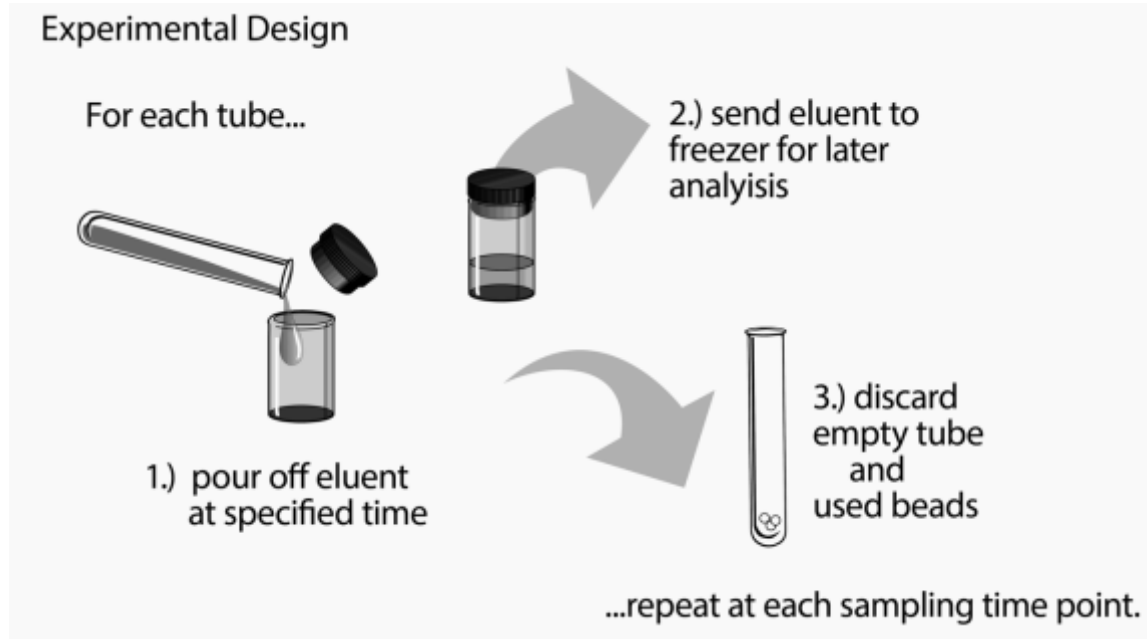 Experimental Design
For each tube...
2.) send eluent to
freezer for later
analyisis
1.) pour off eluent
at specified time
3.) discard
empty tube
and
used beads
...repeat at each sampling time point.